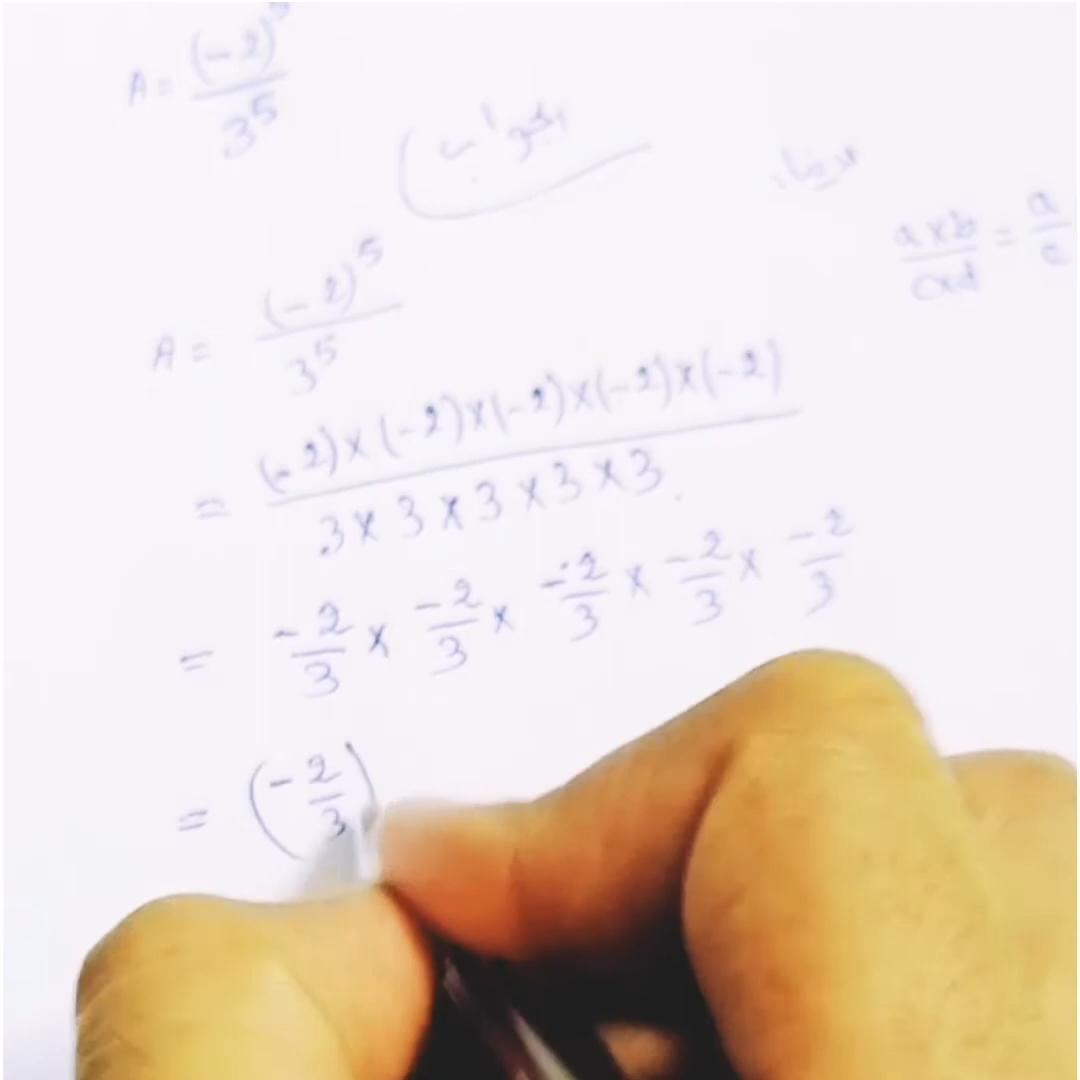 A = (-2)^5 / 3^5
الجواب
a×b / c×d = a / c
A = (-2)^5 / 3^5
= (-2)×(-2)×(-2)×(-2)×(-2) / 3×3×3×3×3
= -2/3 × -2/3 × -2/3 × -2/3 × -2/3
= (-2/3)